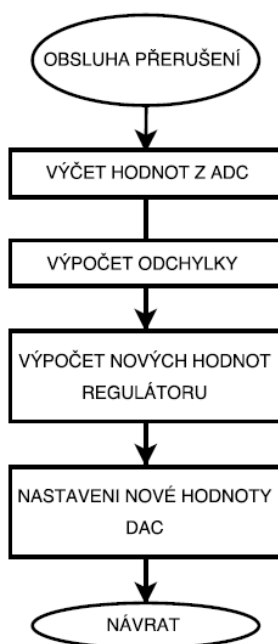 OBSLUHA PŘERUŠENÍ
VÝČET HODNOT Z ADC
VÝPOČET ODCHYLKY
VÝPOČET NOVÝCH HODNOT
REGULÁTORU
NASTAVENI NOVÉ HODNOTY
DAC
NÁVRAT